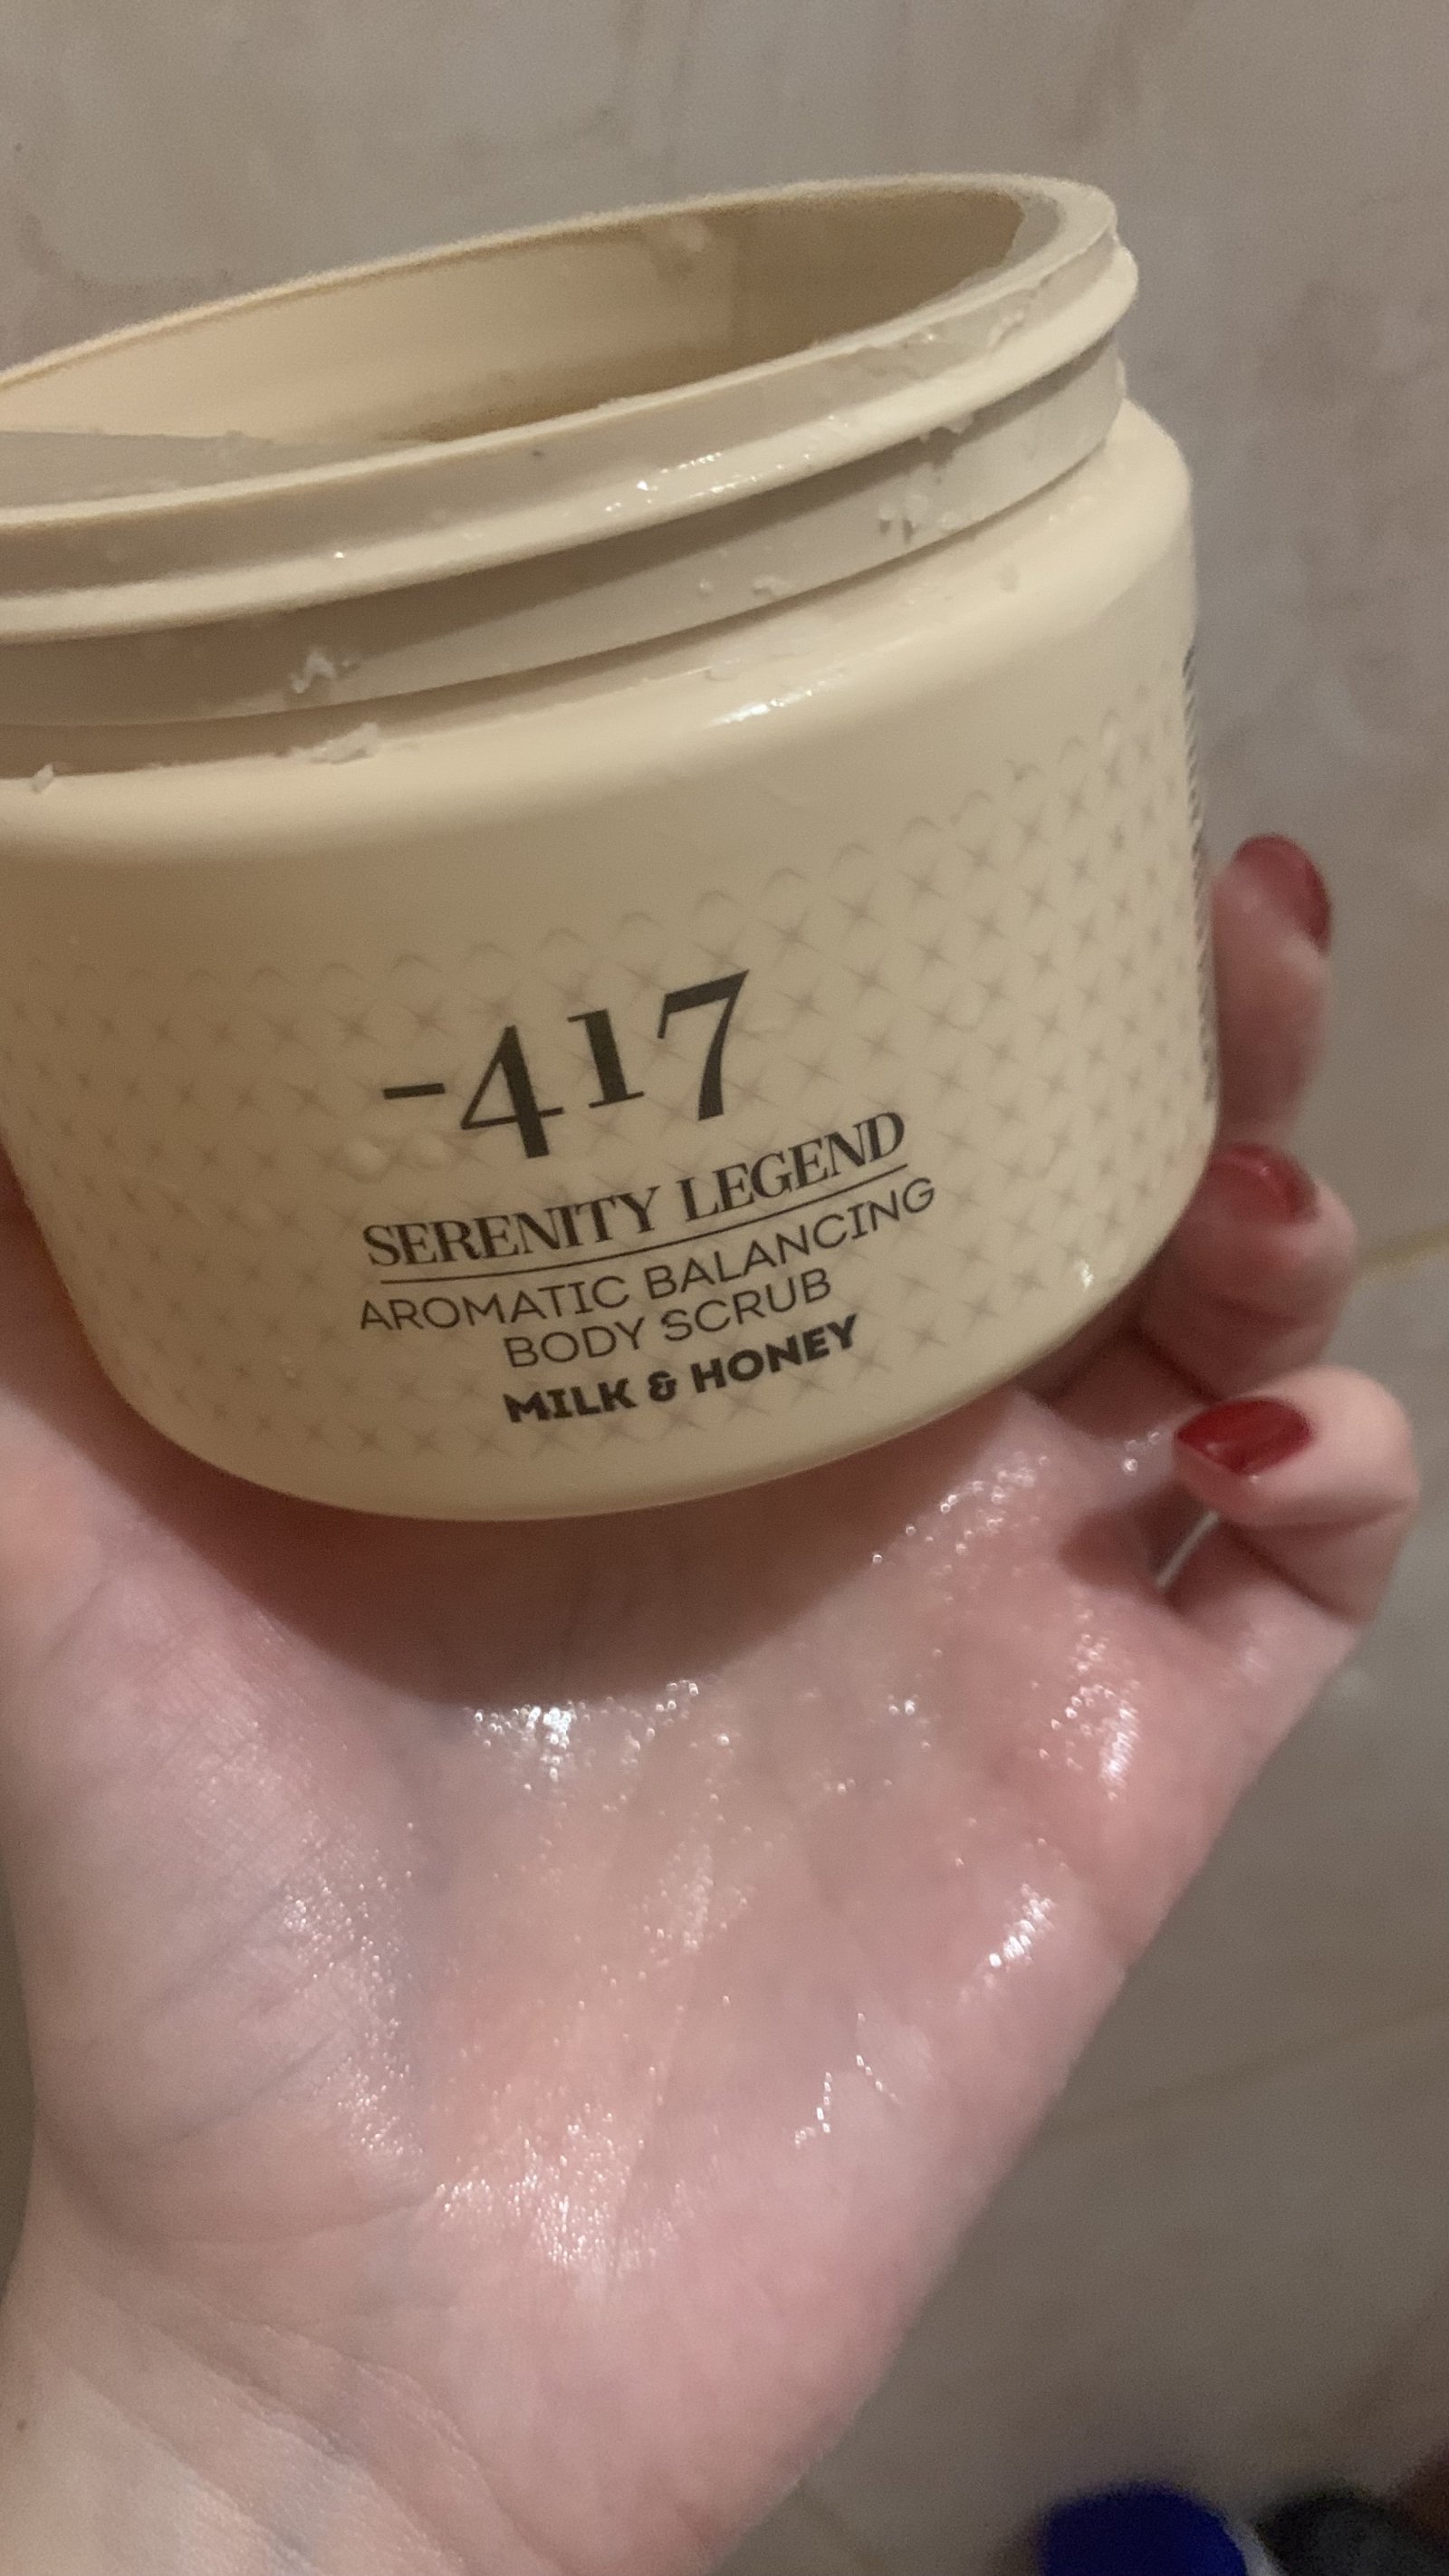 -417
SERENITY LEGEND
AROMATIC BALANCING
BODY SCRUB
MILK & HONEY